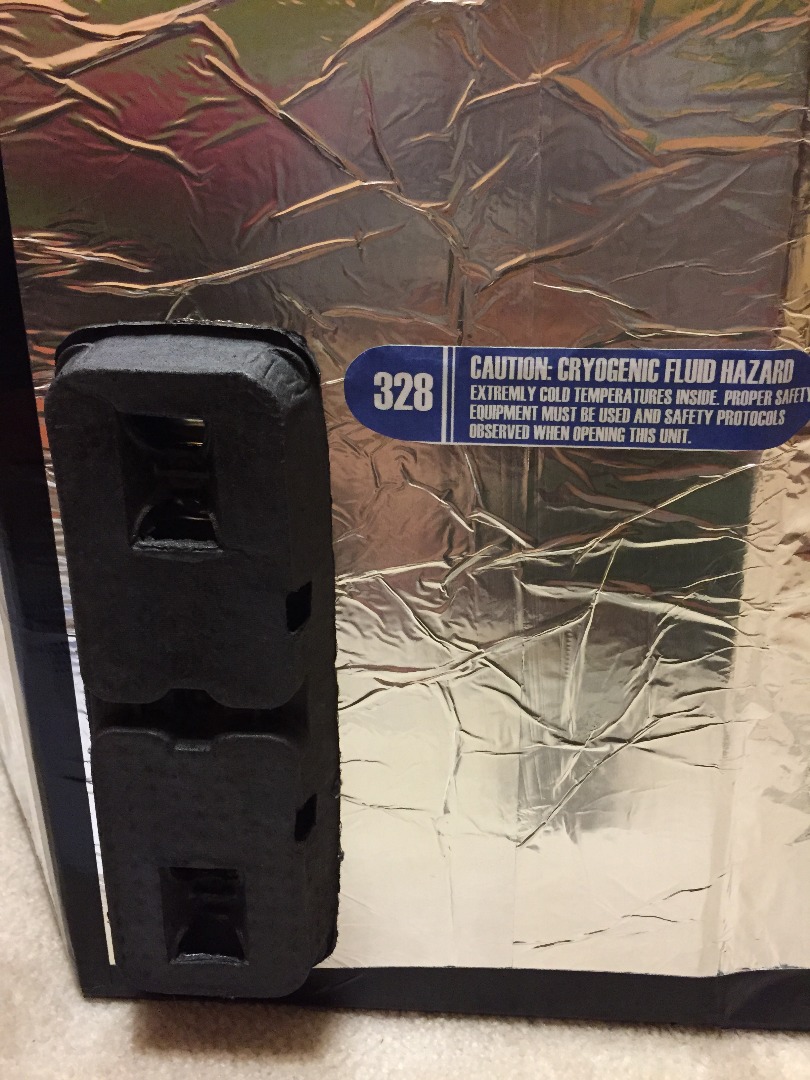 328
CAUTION: CRYOGENIC FLUID HAZARD
EXTREMLY COLD TEMPERATURES INSIDE. PROPER SAFETY
EQUIPMENT MUST BE USED AND SAFETY PROTOCOLS
OBSERVED WHEN OPENING THIS UNIT.